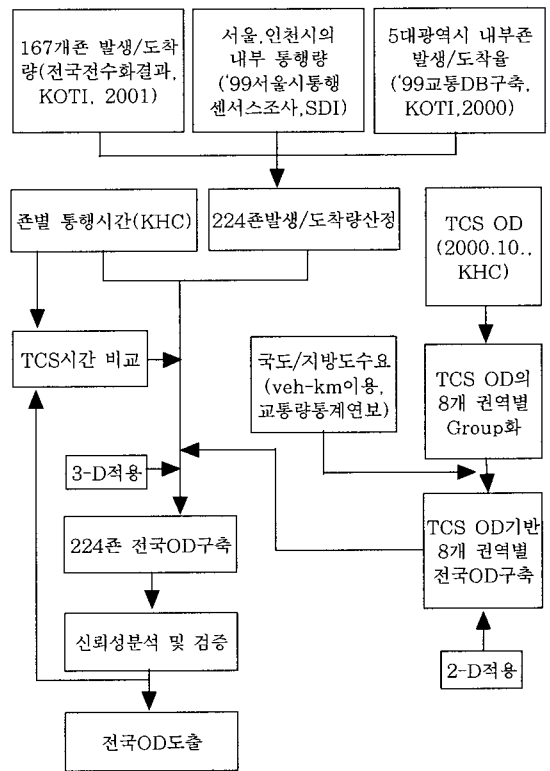 167개존 발생/도착
량(전국전수화결과,
KOTI, 2001)
서울,인천시의
내부 통행량
('99서울시통행
센서스조사,SDI)
5대광역시 내부존
발생/도착율
('99교통DB구축,
KOTI,2000)
존별 통행시간(KHC)
224존발생/도착량산정
TCS OD
(2000.10.,
KHC)
TCS시간 비교
국도/지방도수요
(veh-km이용,
교통량통계연보)
TCS OD의
8개 권역별
Group화
3-D적용
224존 전국OD구축
TCS OD기반
8개 권역별
전국OD구축
신뢰성분석 및 검증
2-D적용
전국OD도출